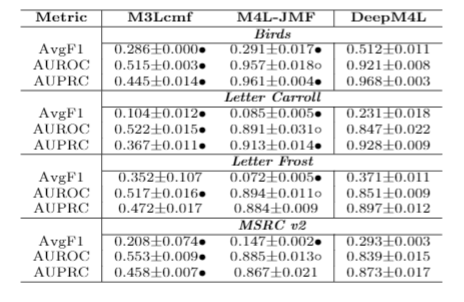 Metric M3Lcmf M4L-JMF DeepM4L
Birds
AvgF1 0.286±0.000● 0.291±0.017● 0.512±0.011
AUROC 0.515±0.003● 0.957±0.018○ 0.921±0.008
AUPRC 0.445±0.014● 0.961±0.004● 0.968±0.003
Letter Carroll
AvgF1 0.104±0.012● 0.085±0.005● 0.231±0.018
AUROC 0.522±0.015● 0.891±0.031○ 0.847±0.022
AUPRC 0.367±0.011● 0.913±0.014● 0.928±0.009
Letter Frost
AvgF1 0.352±0.107 0.072±0.005● 0.371±0.011
AUROC 0.517±0.016● 0.894±0.011○ 0.851±0.009
AUPRC 0.472±0.017 0.884±0.009 0.897±0.012
MSRC v2
AvgF1 0.208±0.074● 0.147±0.002● 0.293±0.003
AUROC 0.553±0.009● 0.885±0.013○ 0.839±0.015
AUPRC 0.458±0.007● 0.867±0.021 0.873±0.017